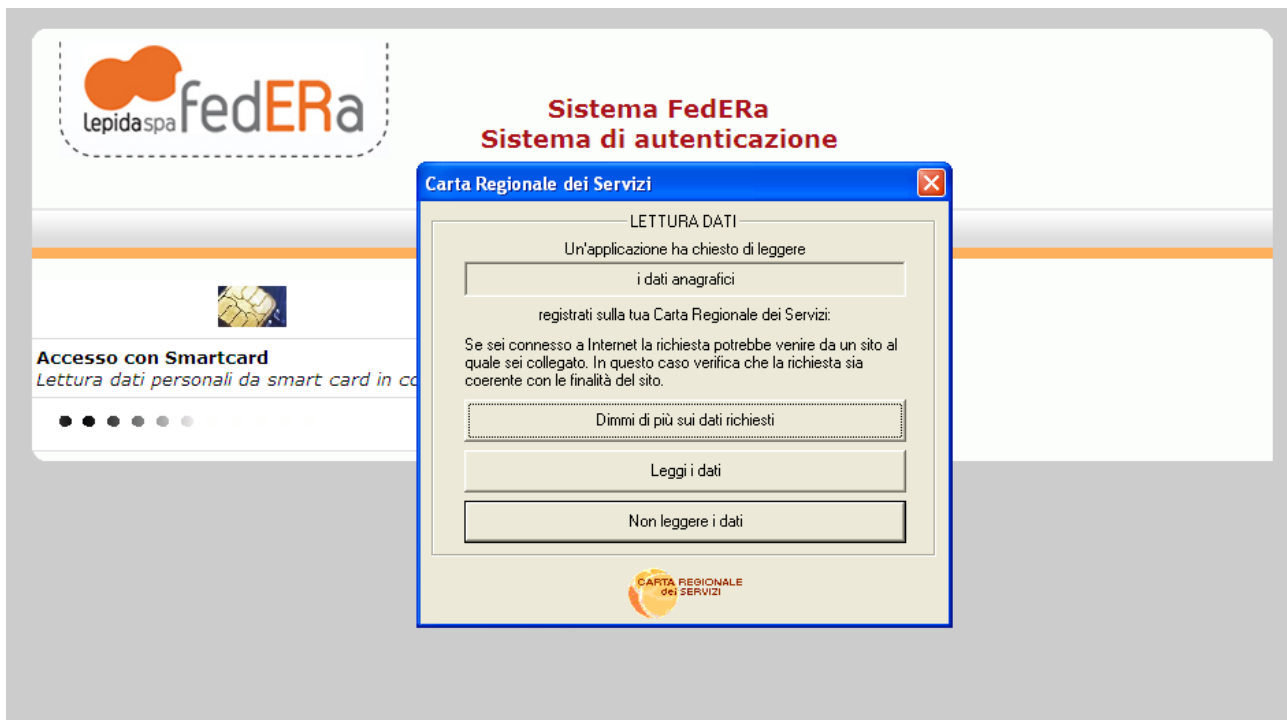 lepidaspa fedERa
Sistema FedERa
Sistema di autenticazione
Carta Regionale dei Servizi
LETTURA DATI
Un'applicazione ha chiesto di leggere
i dati anagrafici
registrati sulla tua Carta Regionale dei Servizi:
Se sei connesso a Internet la richiesta potrebbe venire da un sito al
quale sei collegato. In questo caso verifica che la richiesta sia
coerente con le finalità del sito.
Dimmi di più sui dati richiesti
Leggi i dati
Non leggere i dati
CARTA REGIONALE
dei SERVIZI
Accesso con Smartcard
Lettura dati personali da smart card in